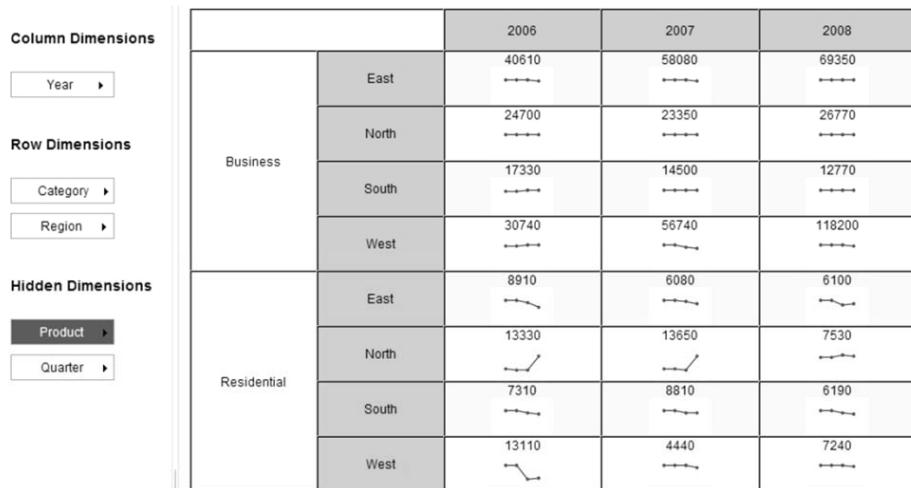 Column Dimensions
Year
Row Dimensions
Category
Region
Hidden Dimensions
Product
Quarter
2006 2007 2008
Business
East 40610 58080 69350
North 24700 23350 26770
South 17330 14500 12770
West 30740 56740 118200
Residential
East 8910 6080 6100
North 13330 13650 7530
South 7310 8810 6190
West 13110 4440 7240